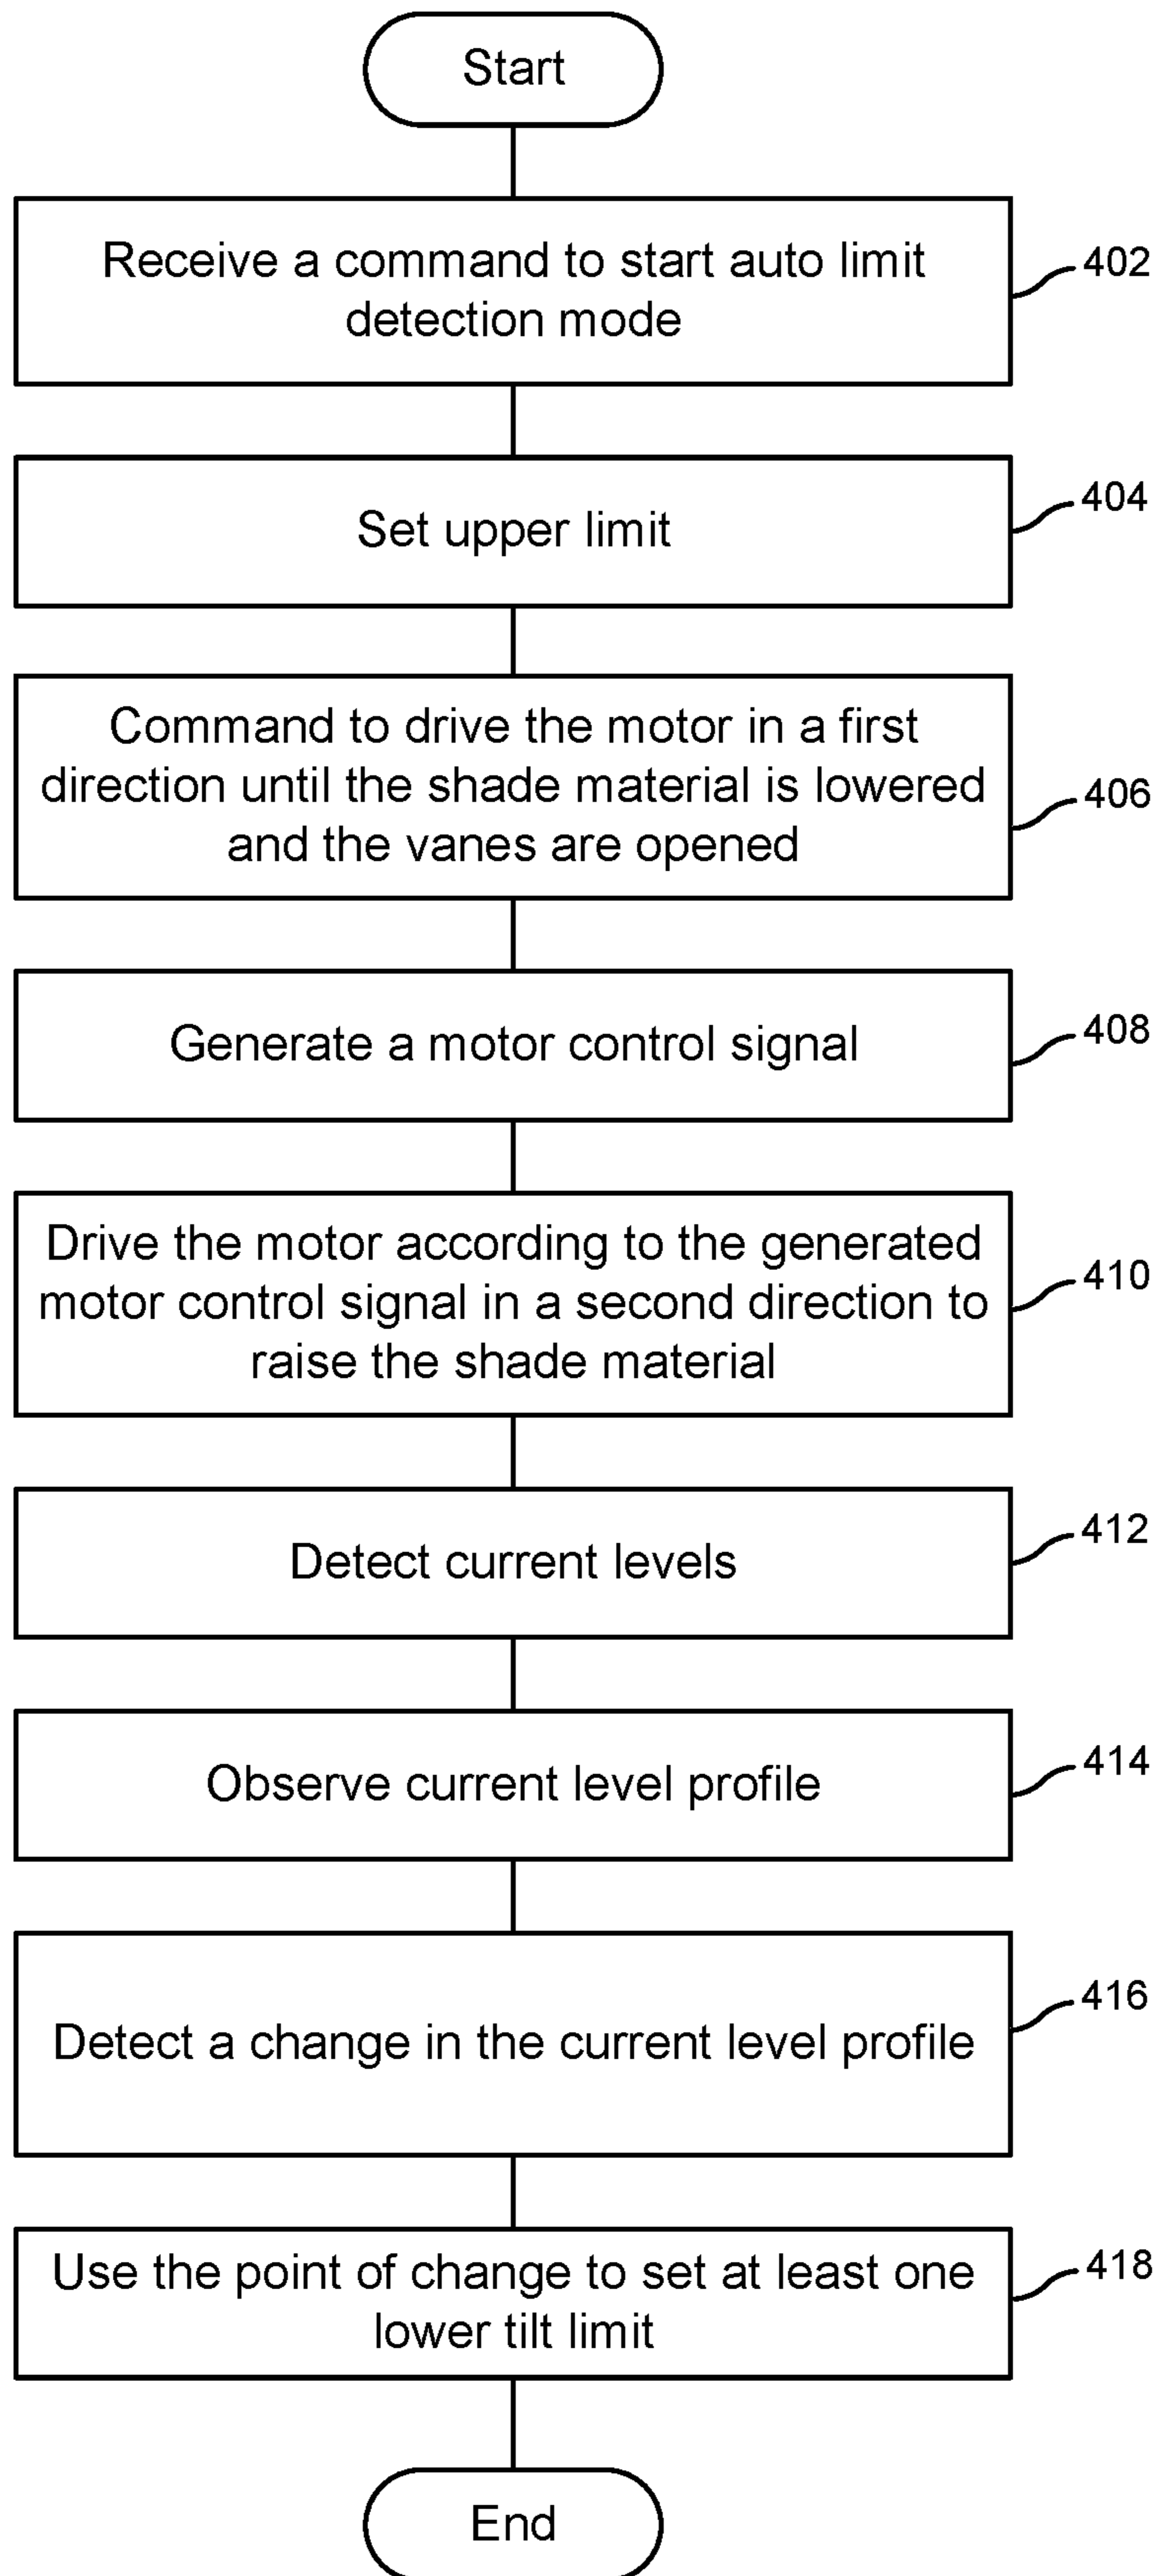 Start
Receive a command to start auto limit
detection mode
402
Set upper limit
404
Command to drive the motor in a first
direction until the shade material is lowered
and the vanes are opened
406
Generate a motor control signal
408
Drive the motor according to the generated
motor control signal in a second direction to
raise the shade material
410
Detect current levels
412
Observe current level profile
414
Detect a change in the current level profile
416
Use the point of change to set at least one
lower tilt limit
418
End